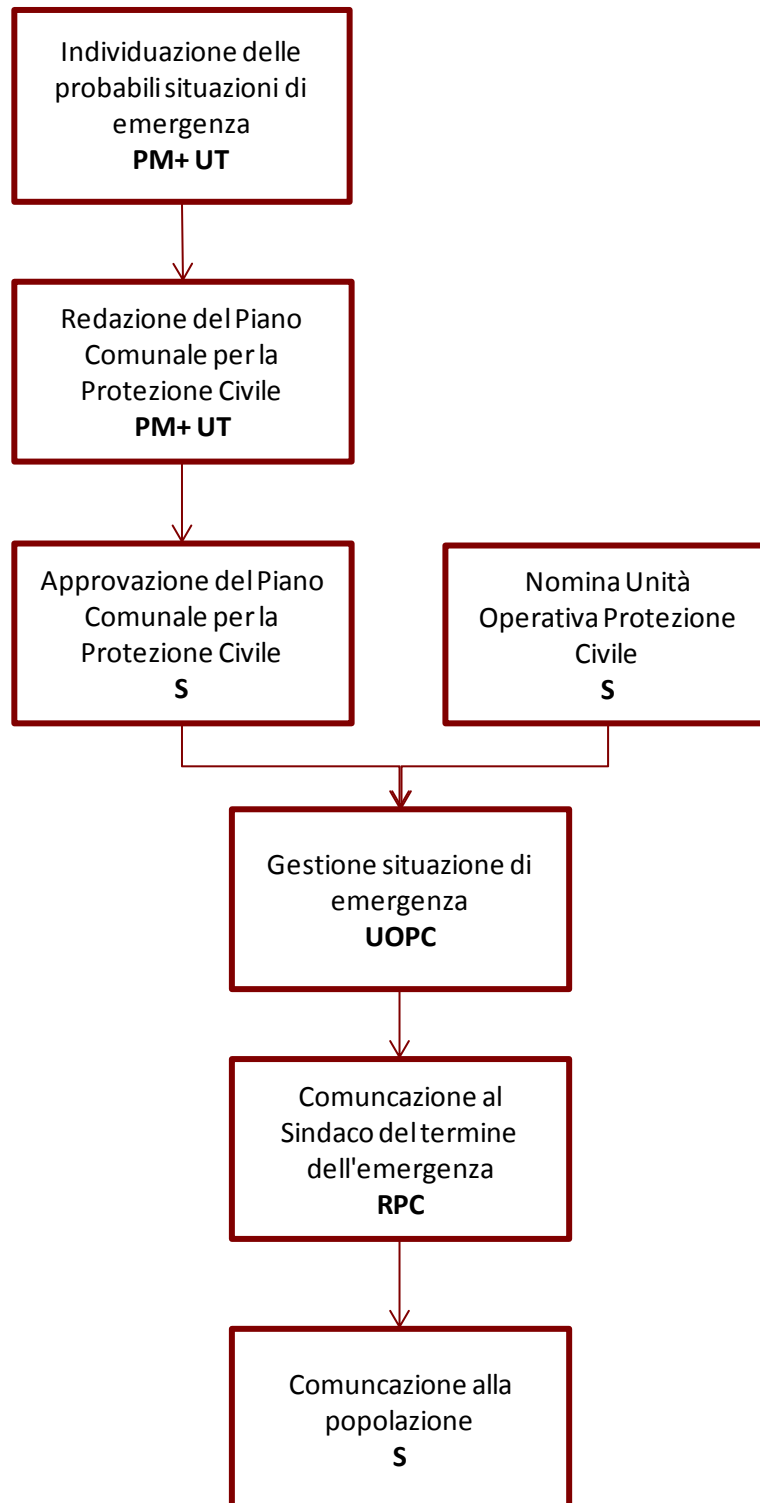 Individuazione delle
probabili situazioni di
emergenza
PM+ UT
Redazione del Piano
Comunale per la
Protezione Civile
PM+ UT
Approvazione del Piano
Comunale per la
Protezione Civile
S
Nomina Unità
Operativa Protezione
Civile
S
Gestione situazione di
emergenza
UOPC
Comuncazione al
Sindaco del termine
dell'emergenza
RPC
Comuncazione alla
popolazione
S